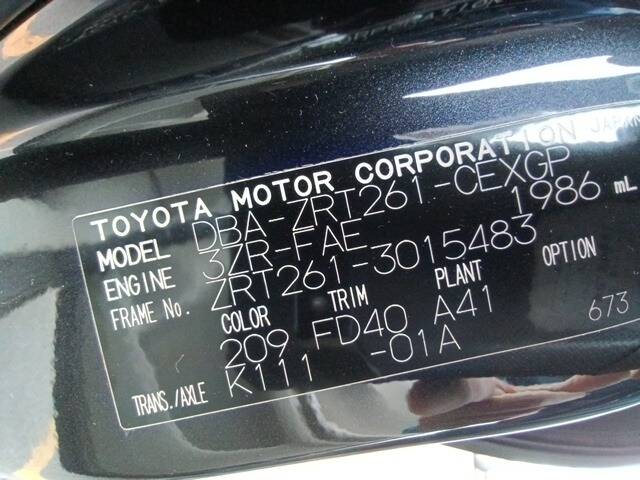 TOYOTA MOTOR CORPORATION JAPAN
MODEL DBA-ZRT261-CEXGP
ENGINE 3ZR-FAE 1986 mL
FRAME No. ZRT261-3015483
COLOR TRIM PLANT OPTION
209 FD40 A41
TRANS./AXLE K111 -01A 673